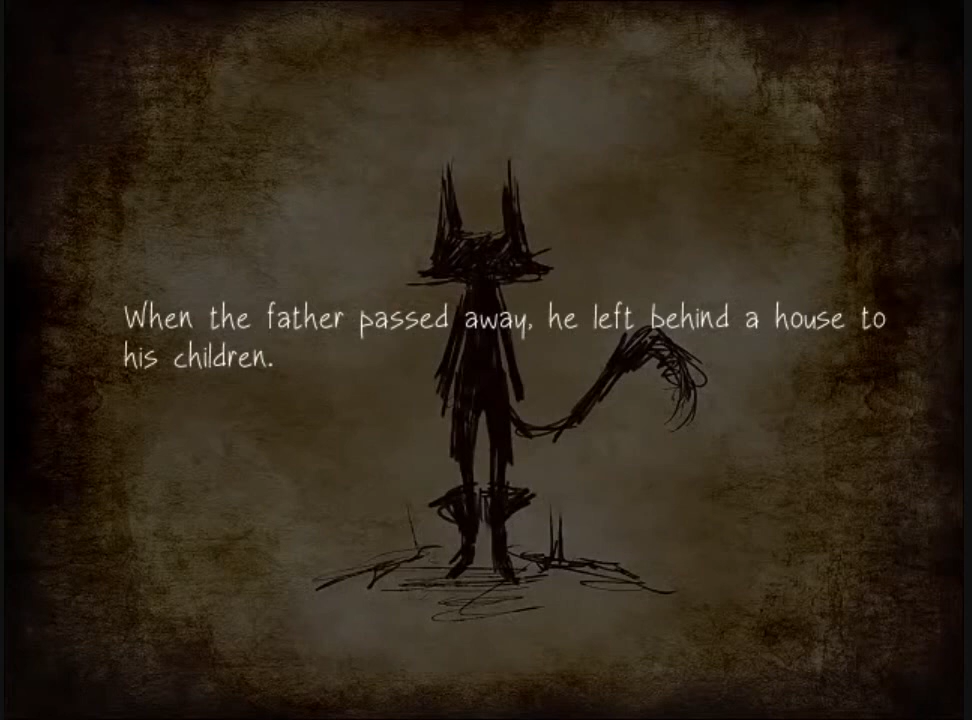 When the father passed away, he left behind a house to
his children.